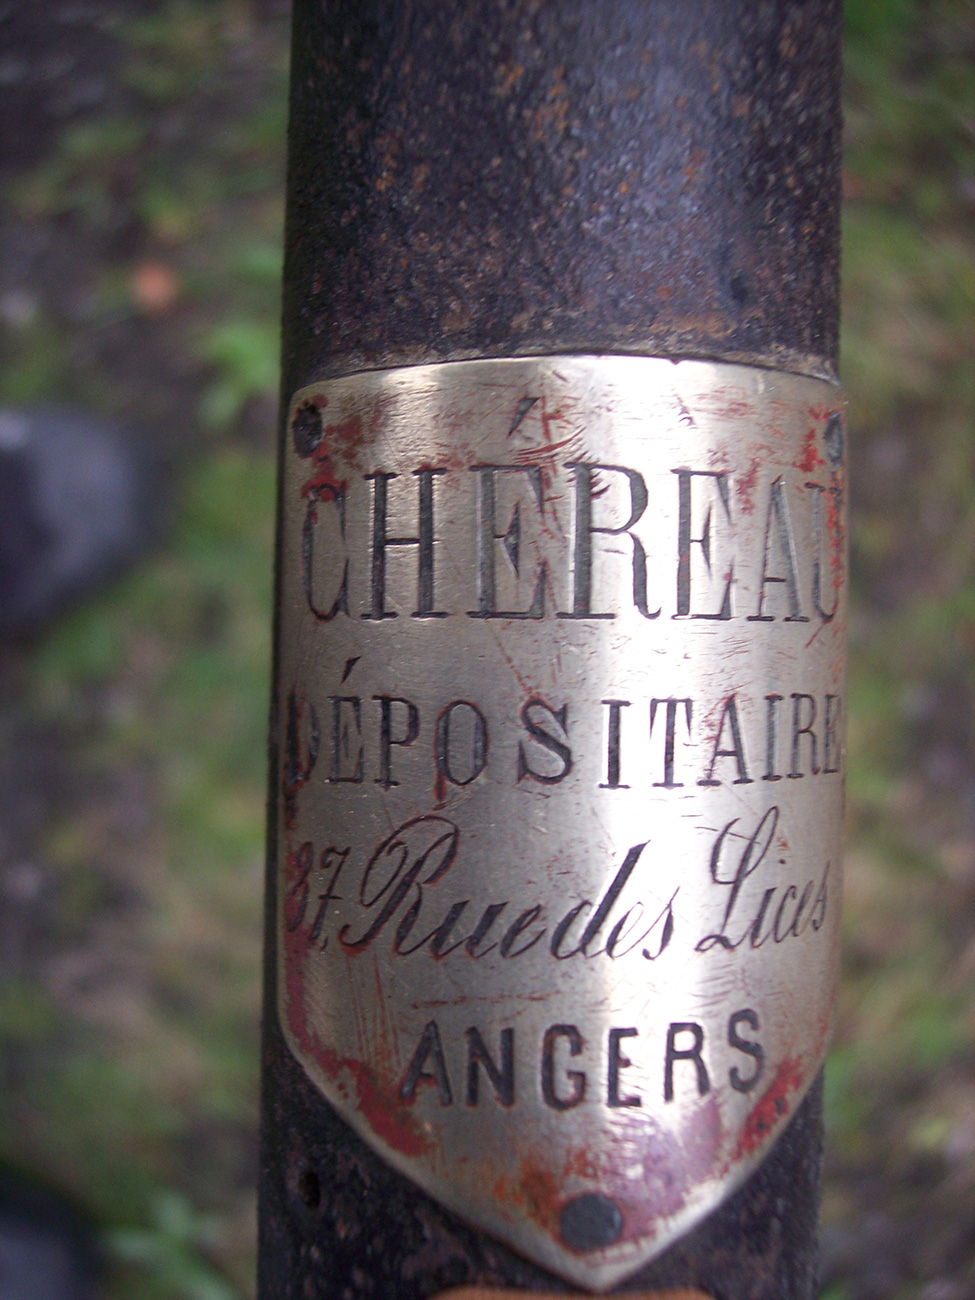 CHÉREAU
DÉPOSITAIRE
37, Rue des Lices
ANGERS